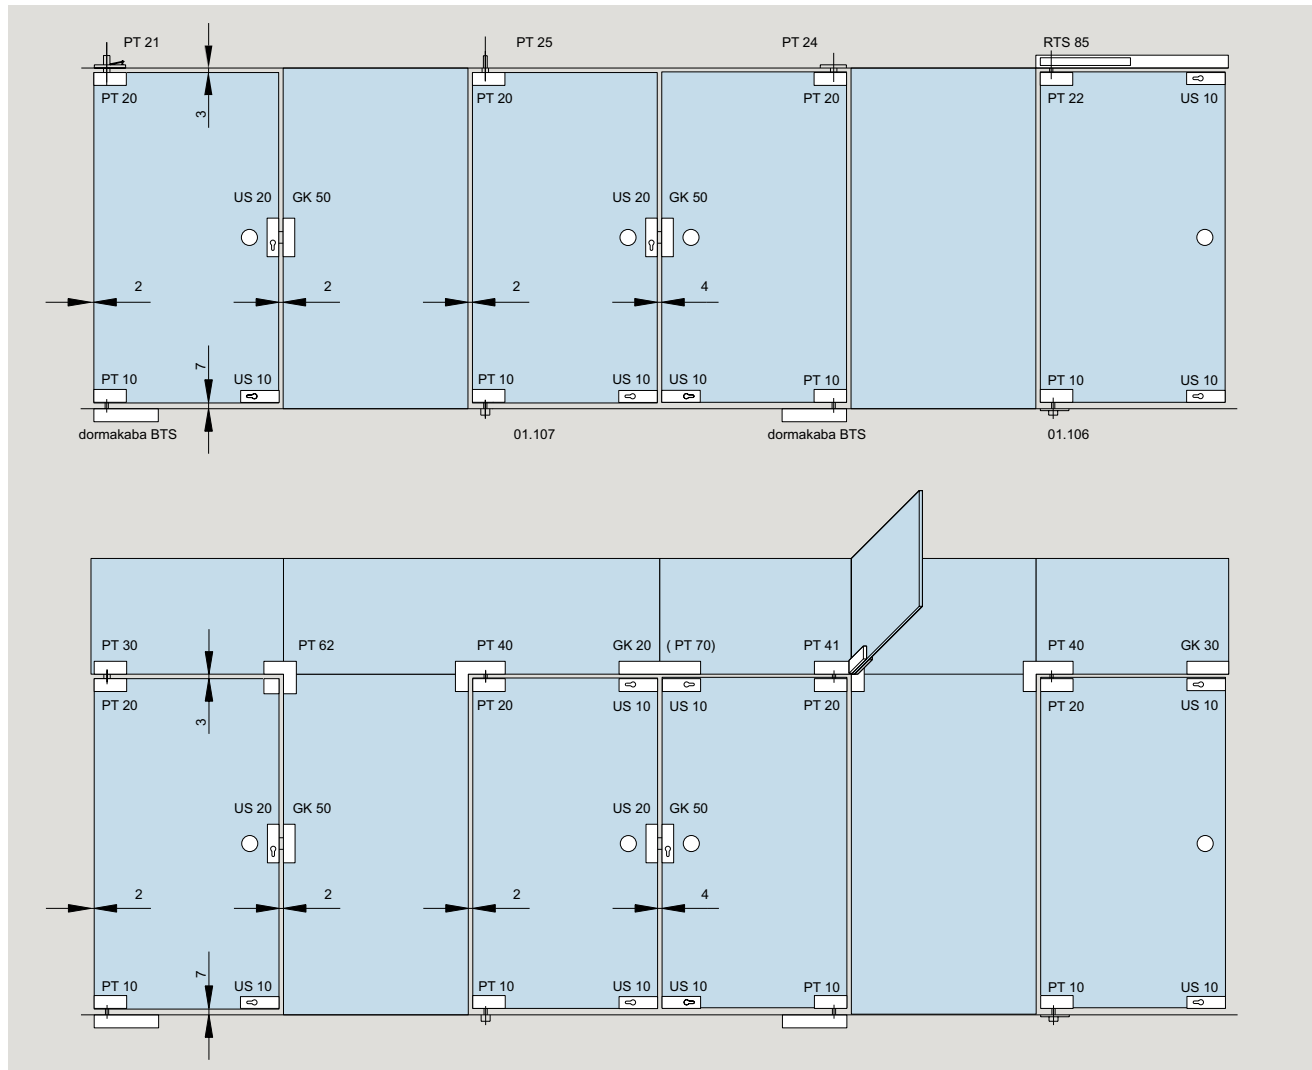 PT 21 PT 25 PT 24 RTS 85
PT 20 PT 20 PT 20 PT 22 US 10
3
US 20 GK 50 US 20 GK 50
2 2 2 4
7
PT 10 US 10 PT 10 US 10 US 10 PT 10 PT 10 US 10
dormakaba BTS 01.107 dormakaba BTS 01.106
PT 30 PT 62 PT 40 GK 20 ( PT 70) PT 41 PT 40 GK 30
PT 20 PT 20 US 10 US 10 PT 20 PT 20 US 10
3
US 20 GK 50 US 20 GK 50
2 2 2 4
7
PT 10 US 10 PT 10 US 10 US 10 PT 10 PT 10 US 10